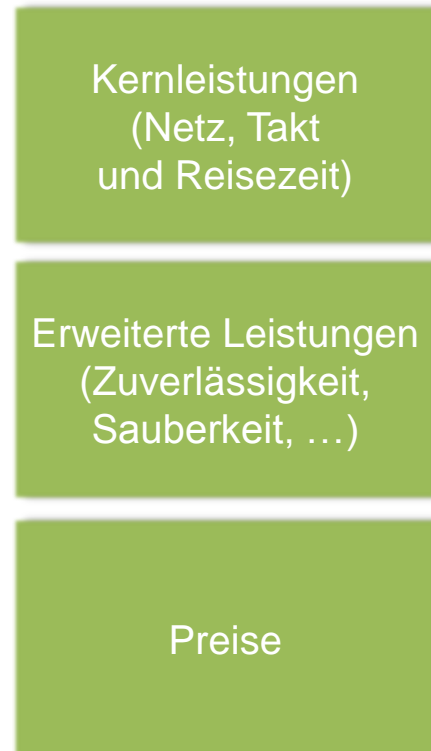 Kernleistungen
(Netz, Takt
und Reisezeit)
Erweiterte Leistungen
(Zuverlässigkeit,
Sauberkeit, …)
Preise